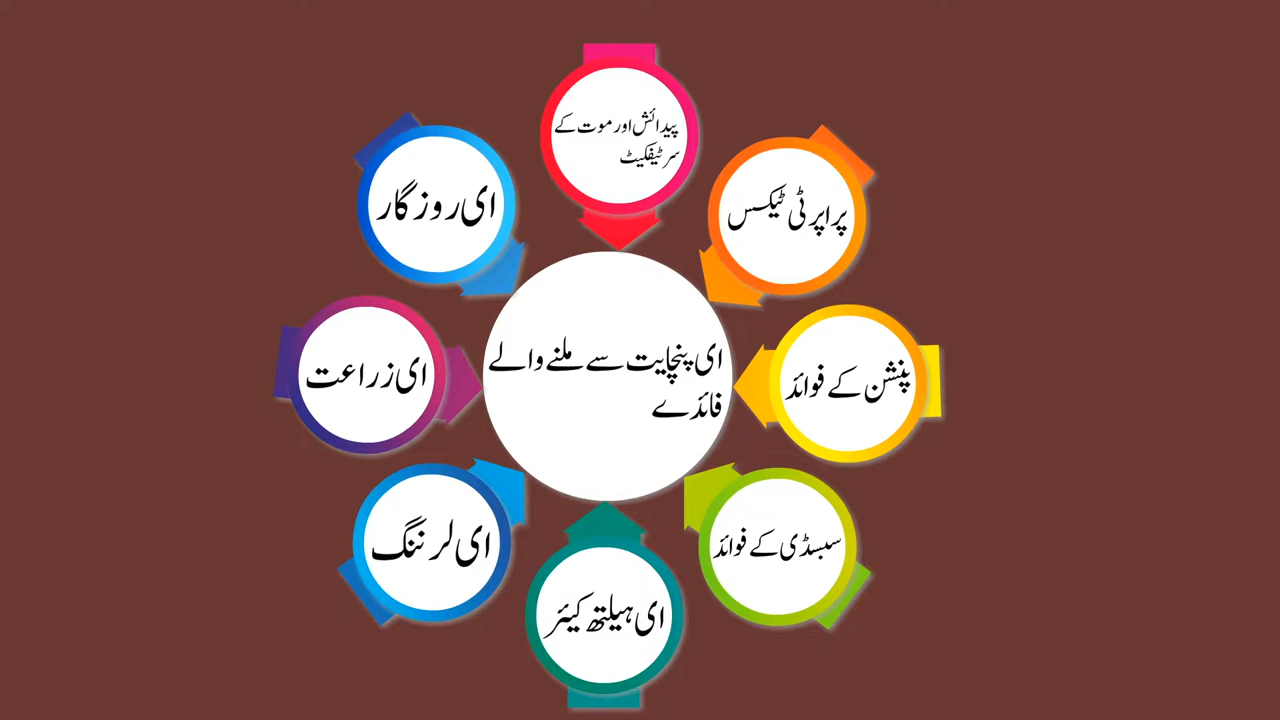 پیدائش اور موت کے
سرٹیفکیٹ
ای روزگار
پراپرٹی ٹیکس
ای پنچایت سے ملنے والے
فائدے
ای زراعت
پنشن کے فوائد
ای لرننگ
سبسڈی کے فوائد
ای ہیلتھ کیئر